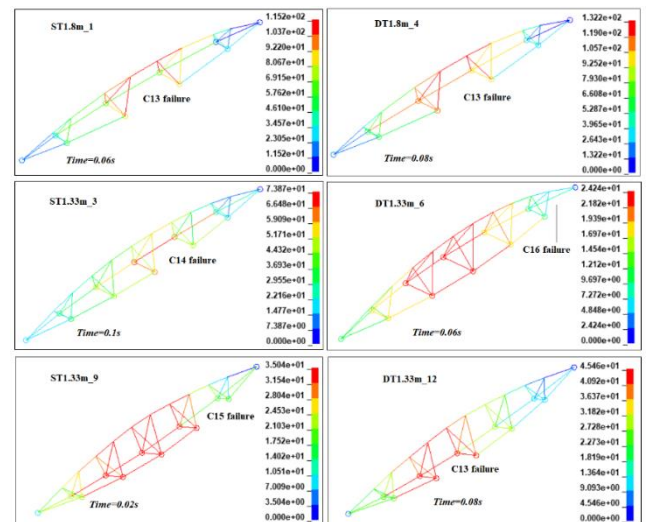 ST1.8m_1
C13 failure
Time=0.06s
1.152e+02
1.037e+02
9.220e+01
8.067e+01
6.915e+01
5.762e+01
4.610e+01
3.457e+01
2.305e+01
1.152e+01
0.000e+00
DT1.8m_4
C13 failure
Time=0.08s
1.322e+02
1.190e+02
1.057e+02
9.252e+01
7.930e+01
6.608e+01
5.287e+01
3.965e+01
2.643e+01
1.322e+01
0.000e+00
ST1.33m_3
C14 failure
Time=0.1s
7.387e+01
6.648e+01
5.909e+01
5.171e+01
4.432e+01
3.693e+01
2.955e+01
2.216e+01
1.477e+01
7.387e+00
0.000e+00
DT1.33m_6
C16 failure
Time=0.06s
2.424e+01
2.182e+01
1.939e+01
1.697e+01
1.454e+01
1.212e+01
9.697e+00
7.272e+00
4.848e+00
2.424e+00
0.000e+00
ST1.33m_9
C15 failure
Time=0.02s
3.504e+01
3.154e+01
2.804e+01
2.453e+01
2.103e+01
1.752e+01
1.402e+01
1.051e+01
7.009e+00
3.504e+00
0.000e+00
DT1.33m_12
C13 failure
Time=0.08s
4.546e+01
4.092e+01
3.637e+01
3.182e+01
2.728e+01
2.273e+01
1.819e+01
1.364e+01
9.093e+00
4.546e+00
0.000e+00